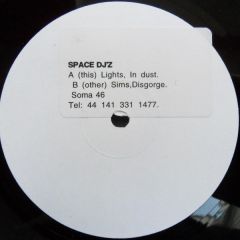 SPACE DJ'Z
A (this) Lights, In dust.
B (other) Sims,Disgorge.
Soma 46
Tel: 44 141 331 1477.